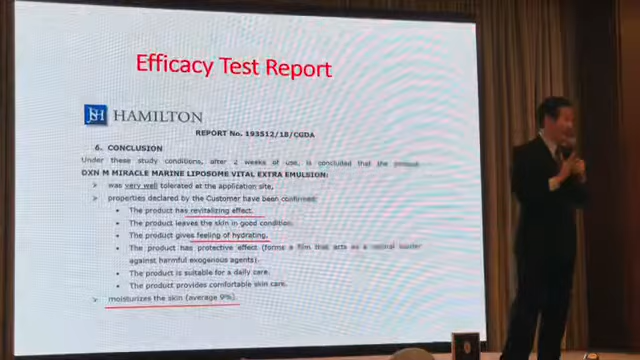 Efficacy Test Report
HAMILTON
REPORT No. 193512/18/CGDA
6. CONCLUSION
Under these study conditions, after 2 weeks of use, is concluded that the product
DXN M MIRACLE MARINE LIPOSOME VITAL EXTRA EMULSION:
➢ was very well tolerated at the application site,
➢ properties declared by the Customer have been confirmed:
• The product has revitalizing effect.
• The product leaves the skin in good condition.
• The product gives feeling of hydrating.
• The product has protective effect (forms a film that acts as a natural barrier
against harmful exogenous agents).
• The product is suitable for a daily care.
• The product provides comfortable skin care.
➢ moisturizes the skin (average 9%).